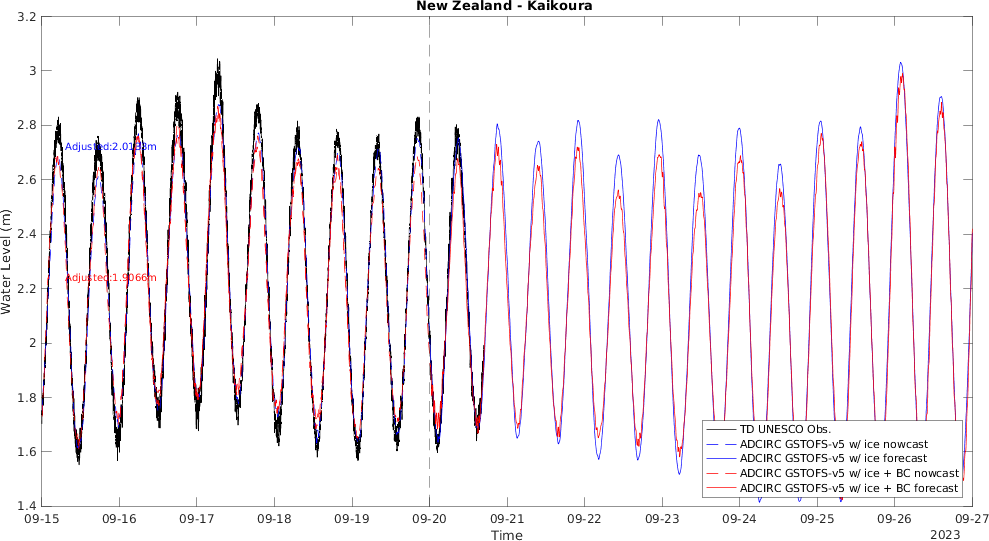 New Zealand - Kaikoura
3.2
3
2.8
2.6
2.4
2.2
2
1.8
1.6
1.4
Water Level (m)
Adjusted:2.0183m
Adjusted:1.9066m
TD UNESCO Obs.
ADCIRC GSTOFS-v5 w/ ice nowcast
ADCIRC GSTOFS-v5 w/ ice forecast
ADCIRC GSTOFS-v5 w/ ice + BC nowcast
ADCIRC GSTOFS-v5 w/ ice + BC forecast
09-15 09-16 09-17 09-18 09-19 09-20 09-21 09-22 09-23 09-24 09-25 09-26 09-27
Time
2023